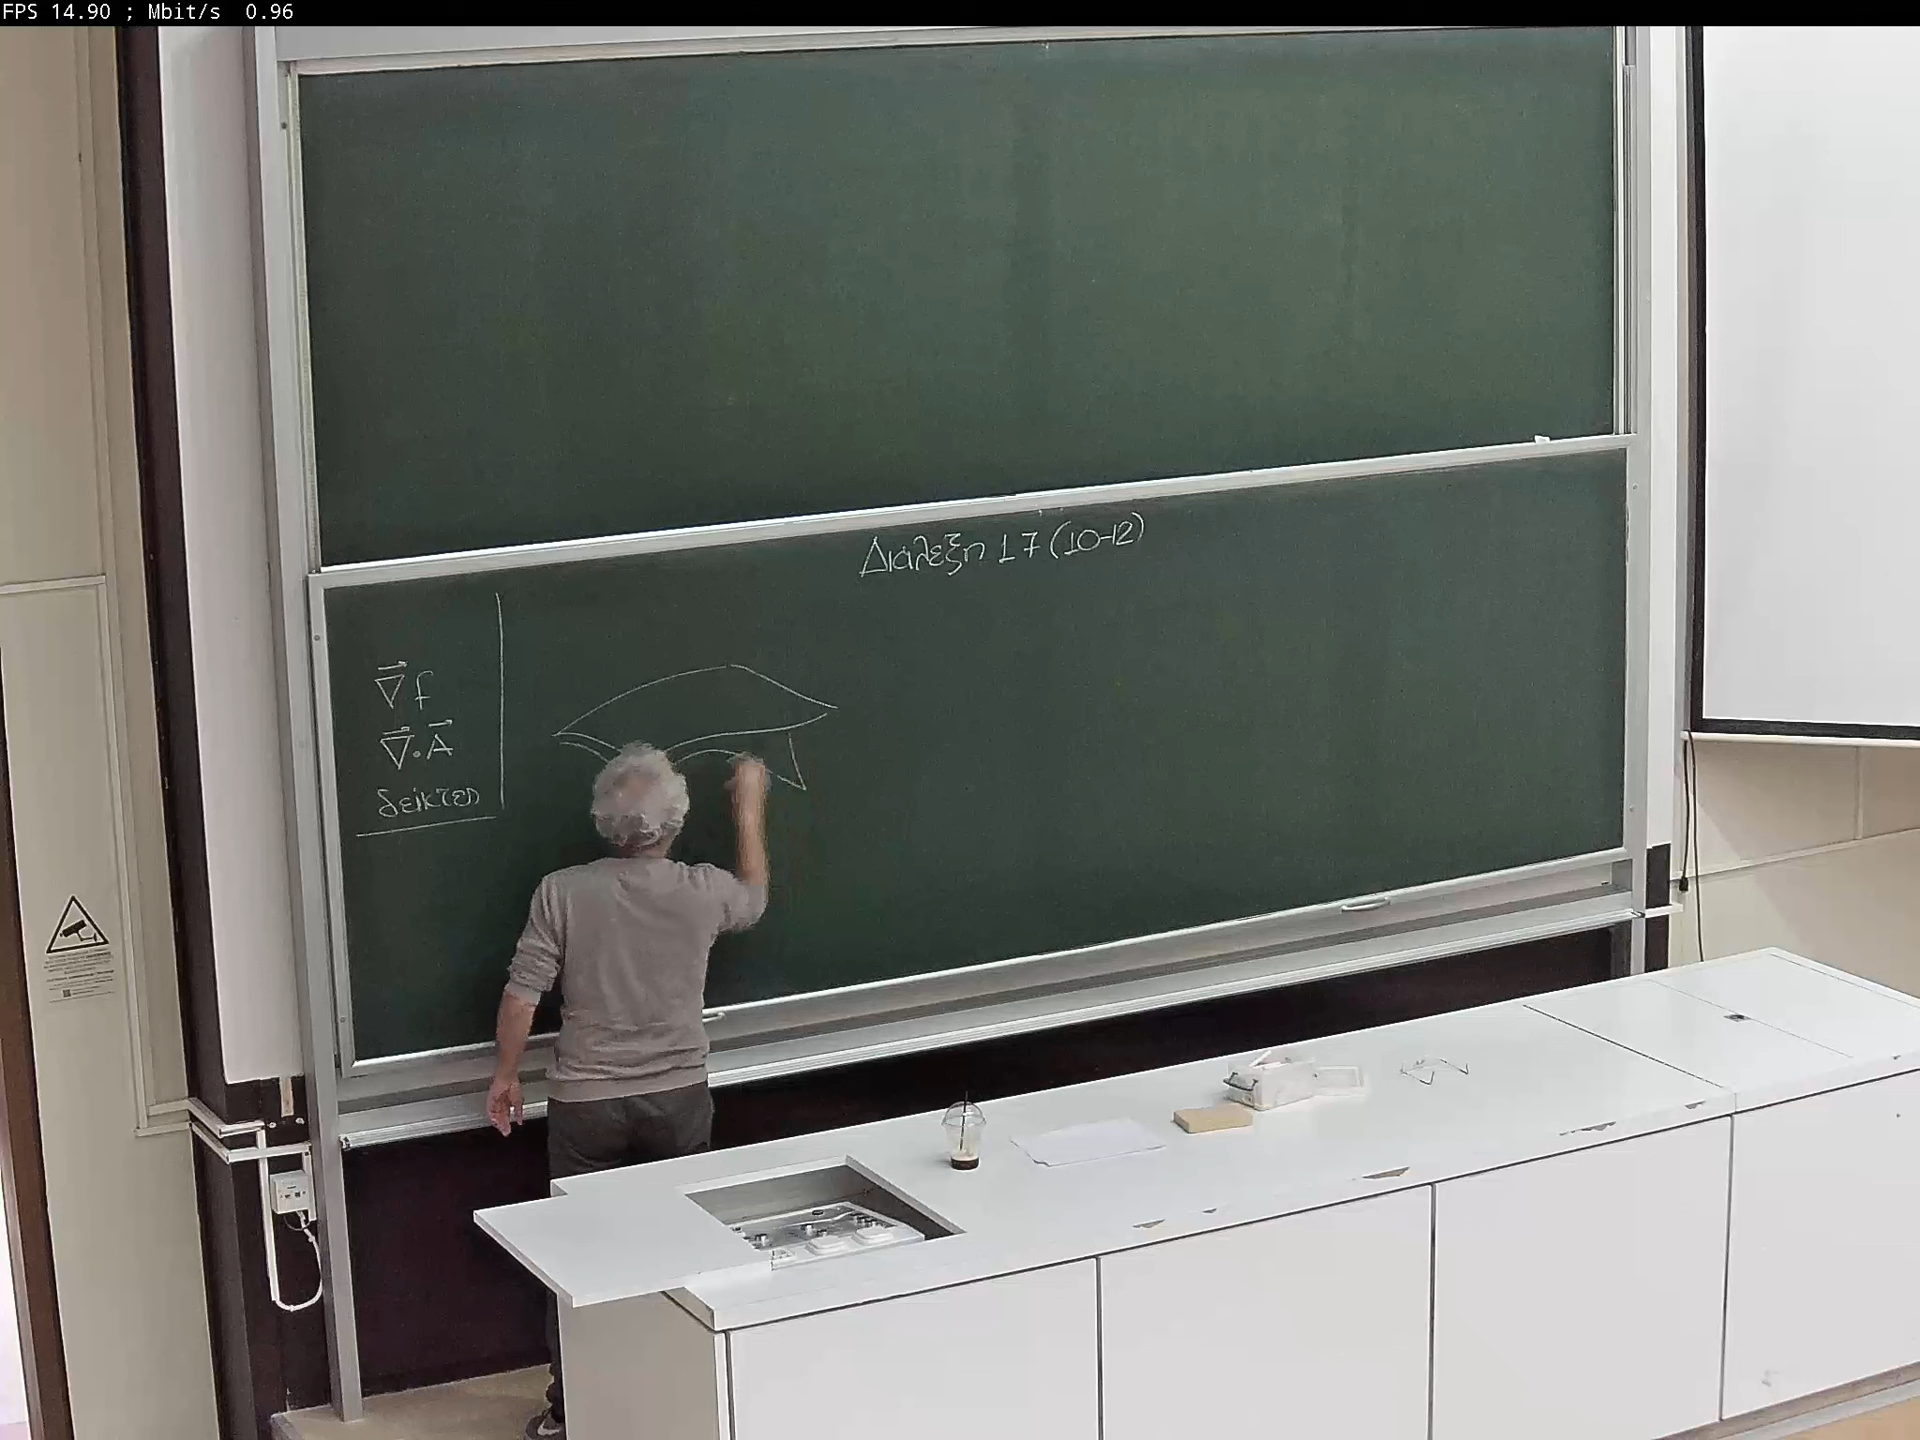 FPS 14.90 ; Mbit/s 0.96
Διάλεξη 17 (10-12)
∇⃗ f
∇⃗ · A⃗
δείκτες